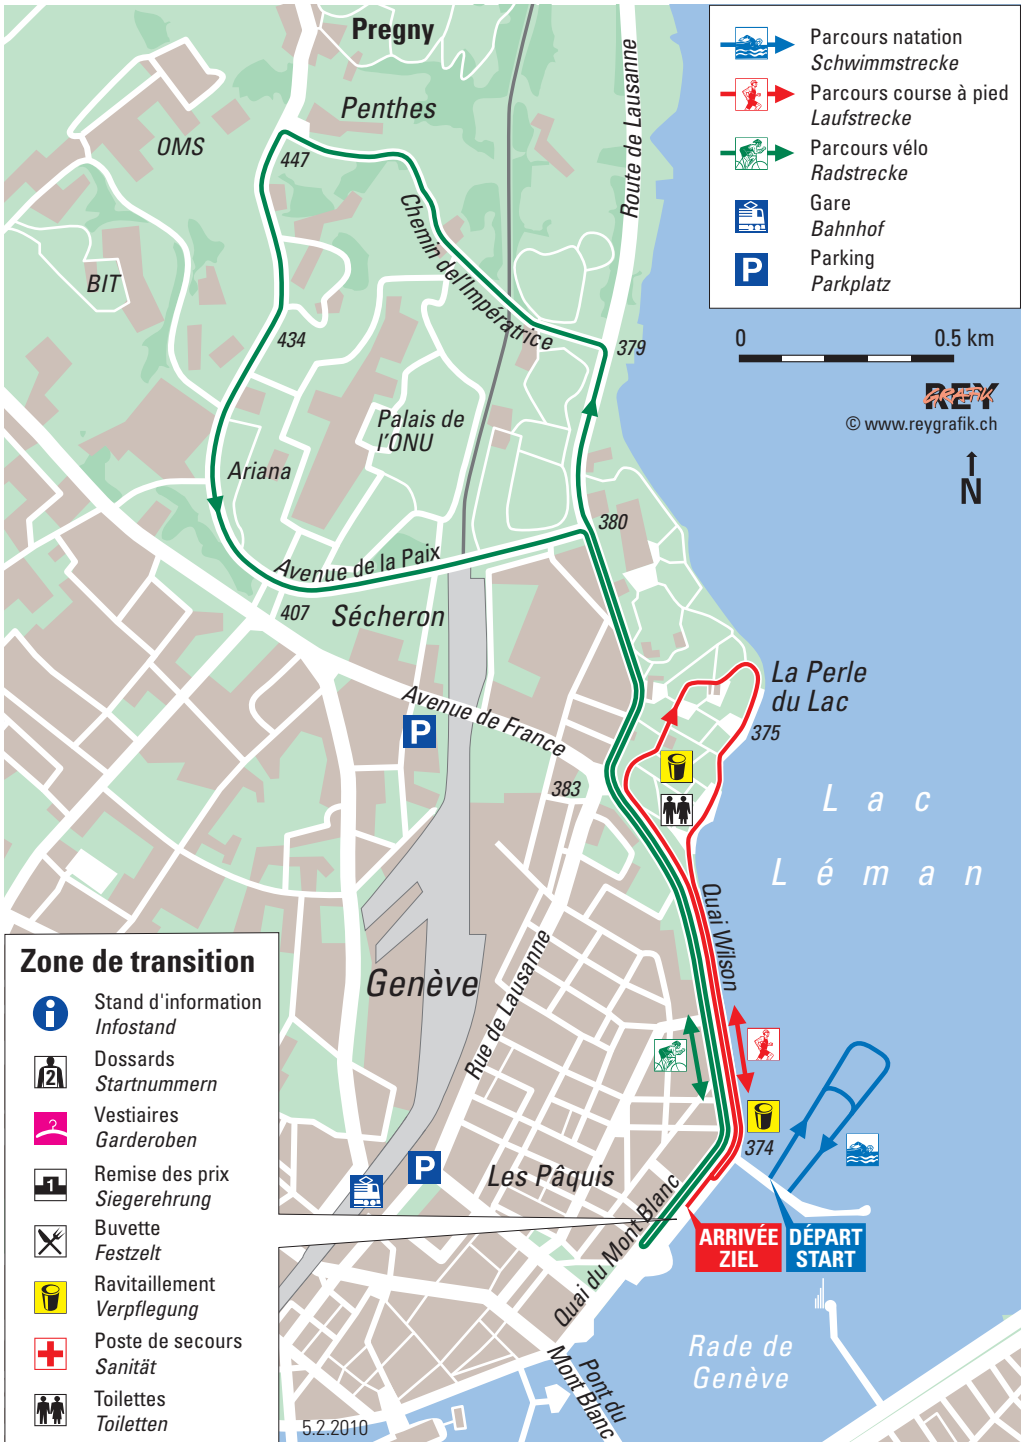 Pregny
Penthes
OMS
447
Route de Lausanne
Chemin del'Impératrice
BIT
434
379
Palais de
l'ONU
Ariana
380
Avenue de la Paix
407
Sécheron
Avenue de France
P
383
La Perle
du Lac
375
Lac
Léman
Quai Wilson
Genève
Rue de Lausanne
374
P
Les Pâquis
Quai du Mont Blanc
ARRIVÉE
ZIEL
DÉPART
START
Rade de
Genève
Pont du
Mont Blanc
5.2.2010
Parcours natation
Schwimmstrecke
Parcours course à pied
Laufstrecke
Parcours vélo
Radstrecke
Gare
Bahnhof
P
Parking
Parkplatz
0 0.5 km
REY
GRAFIK
© www.reygrafik.ch
N
Zone de transition
i
Stand d'information
Infostand
2
Dossards
Startnummern
Vestiaires
Garderoben
1
Remise des prix
Siegerehrung
Buvette
Festzelt
Ravitaillement
Verpflegung
Poste de secours
Sanität
Toilettes
Toiletten